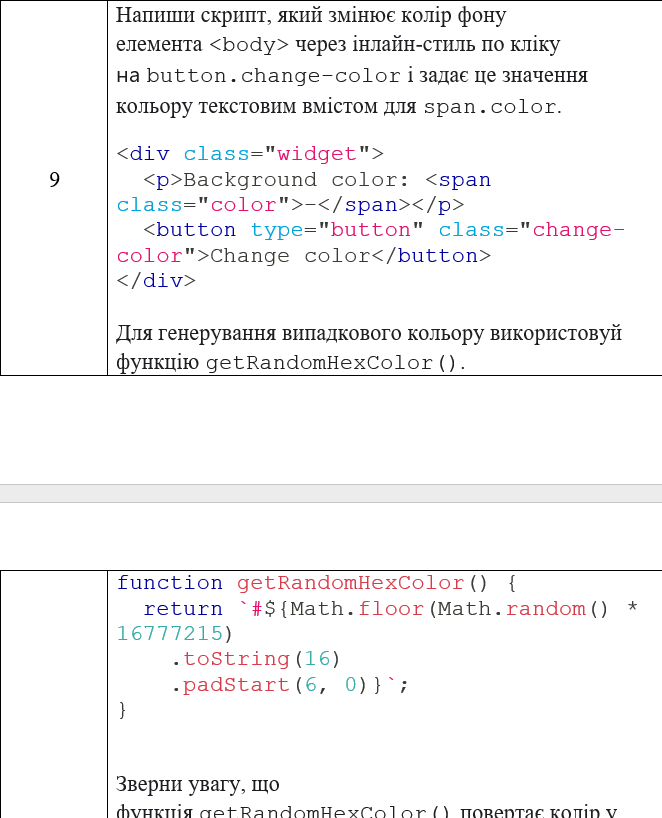 Напиши скрипт, який змінює колір фону
елемента <body> через інлайн-стиль по кліку
на button.change-color і задає це значення
кольору текстовим вмістом для span.color.
<div class="widget">
<p>Background color: <span
class="color">-</span></p>
9
<button type="button" class="change-
color">Change color</button>
</div>
Для генерування випадкового кольору використовуй
функцію getRandomHexColor().
function getRandomHexColor() {
return `#${Math.floor(Math.random() *
16777215)
.toString(16)
.padStart(6, 0)}`;
}
Зверни увагу, що
функція getRandomHexColor() повертає колір у